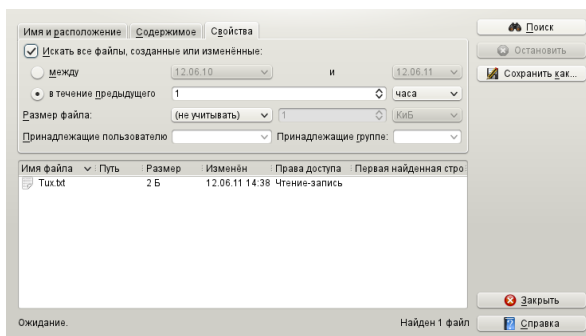 Имя и расположение Содержимое Свойства
Поиск
Искать все файлы, созданные или изменённые:
Остановить
между 12.06.10 и 12.06.11
Сохранить как...
в течение предыдущего 1 часа
Размер файла: (не учитывать) 1 КиБ
Принадлежащие пользователю Принадлежащие группе:
Имя файла Путь Размер Изменён Права доступа Первая найденная стро
Tux.txt 2 Б 12.06.11 14:38 Чтение-запись
Закрыть
Ожидание. Найден 1 файл
Справка